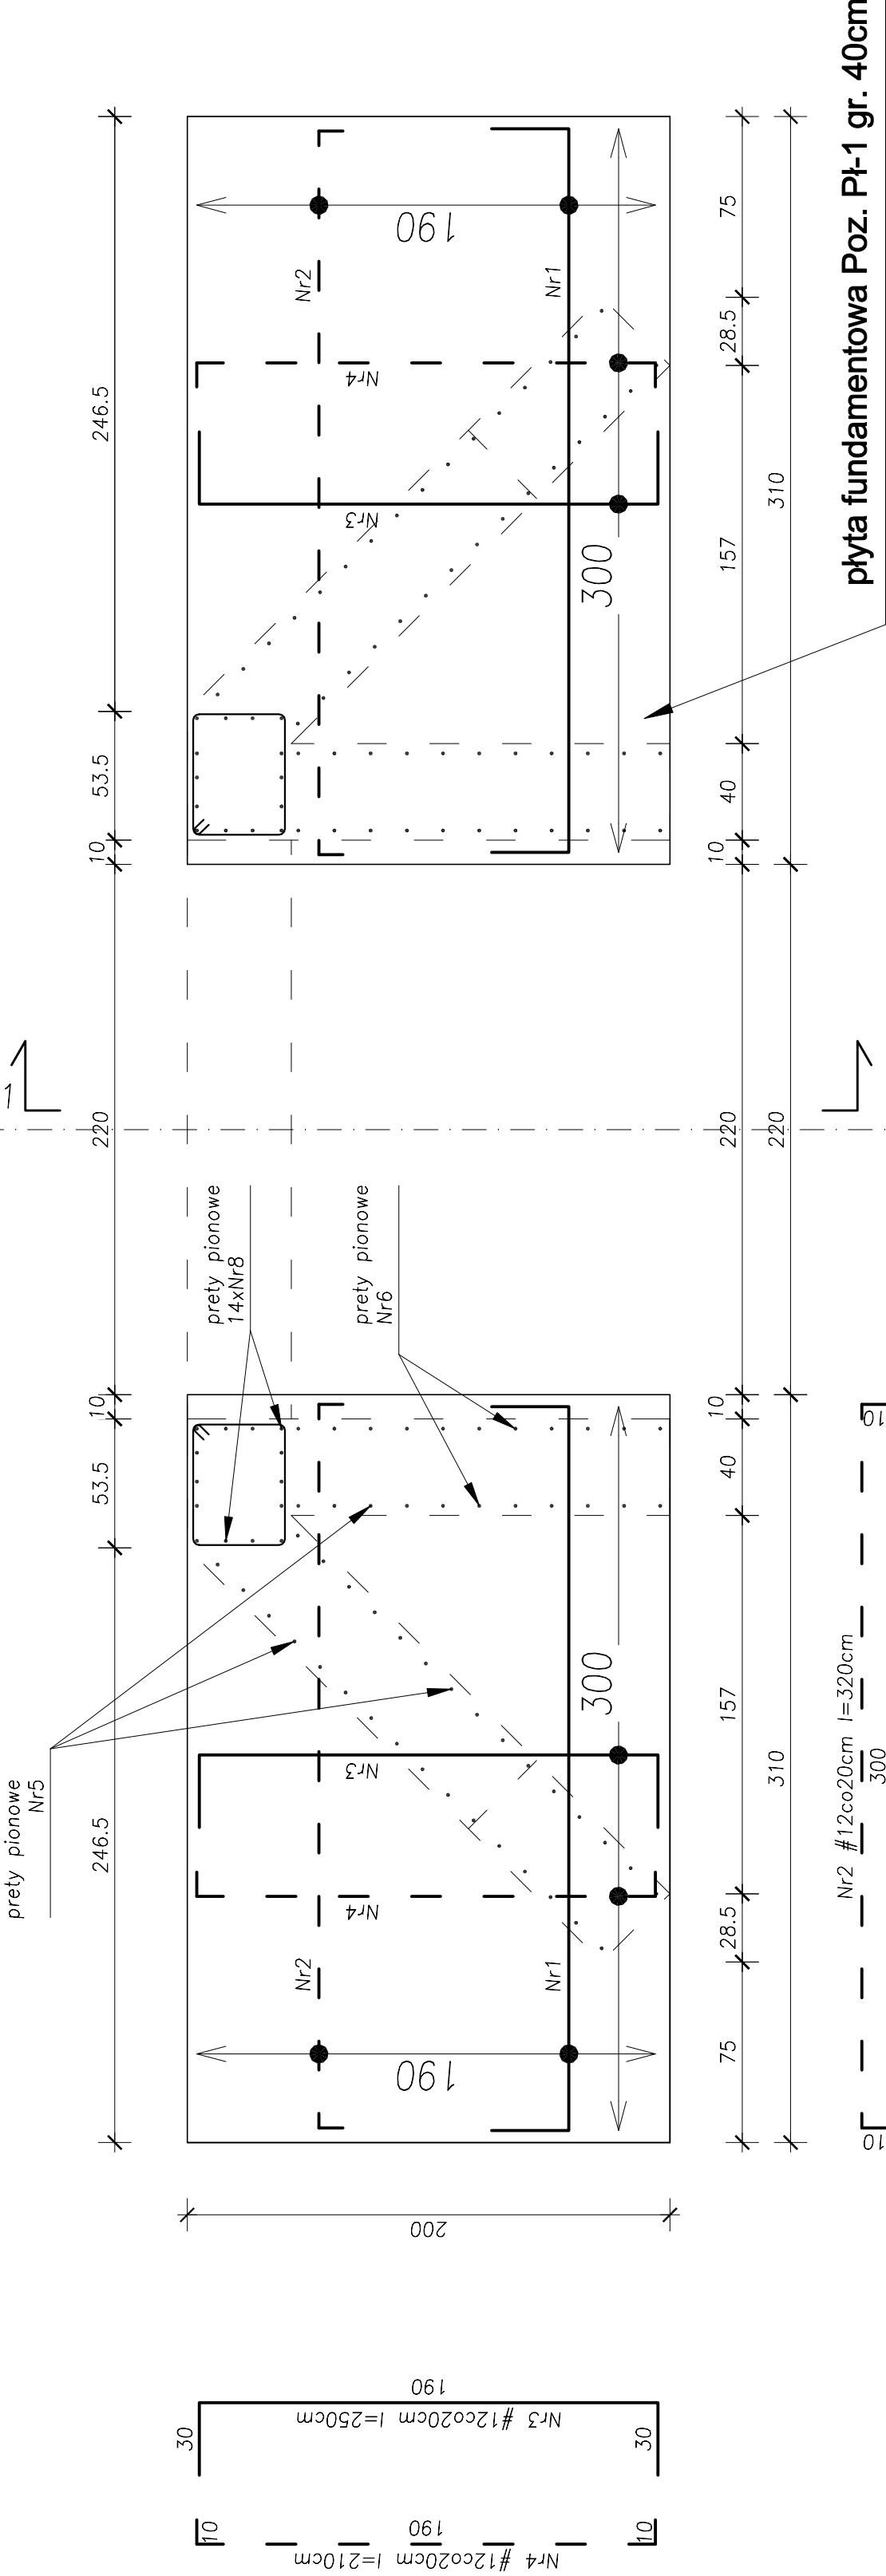 246.5
53.5
10
220
10
53.5
246.5
1
płyta fundamentowa Poz. Pł-1 gr. 40cm
Nr2
Nr1
Nr4
Nr3
190
300
75
28.5
157
40
10
220
10
40
157
28.5
75
310
220
310
pręty pionowe
14xNr8
pręty pionowe
Nr6
pręty pionowe
Nr5
Nr3
Nr4
Nr2
Nr1
190
300
200
10
Nr2 #12co20cm l=320cm
300
10
30
190
Nr3 #12co20cm l=250cm
30
10
190
Nr4 #12co20cm l=210cm
10